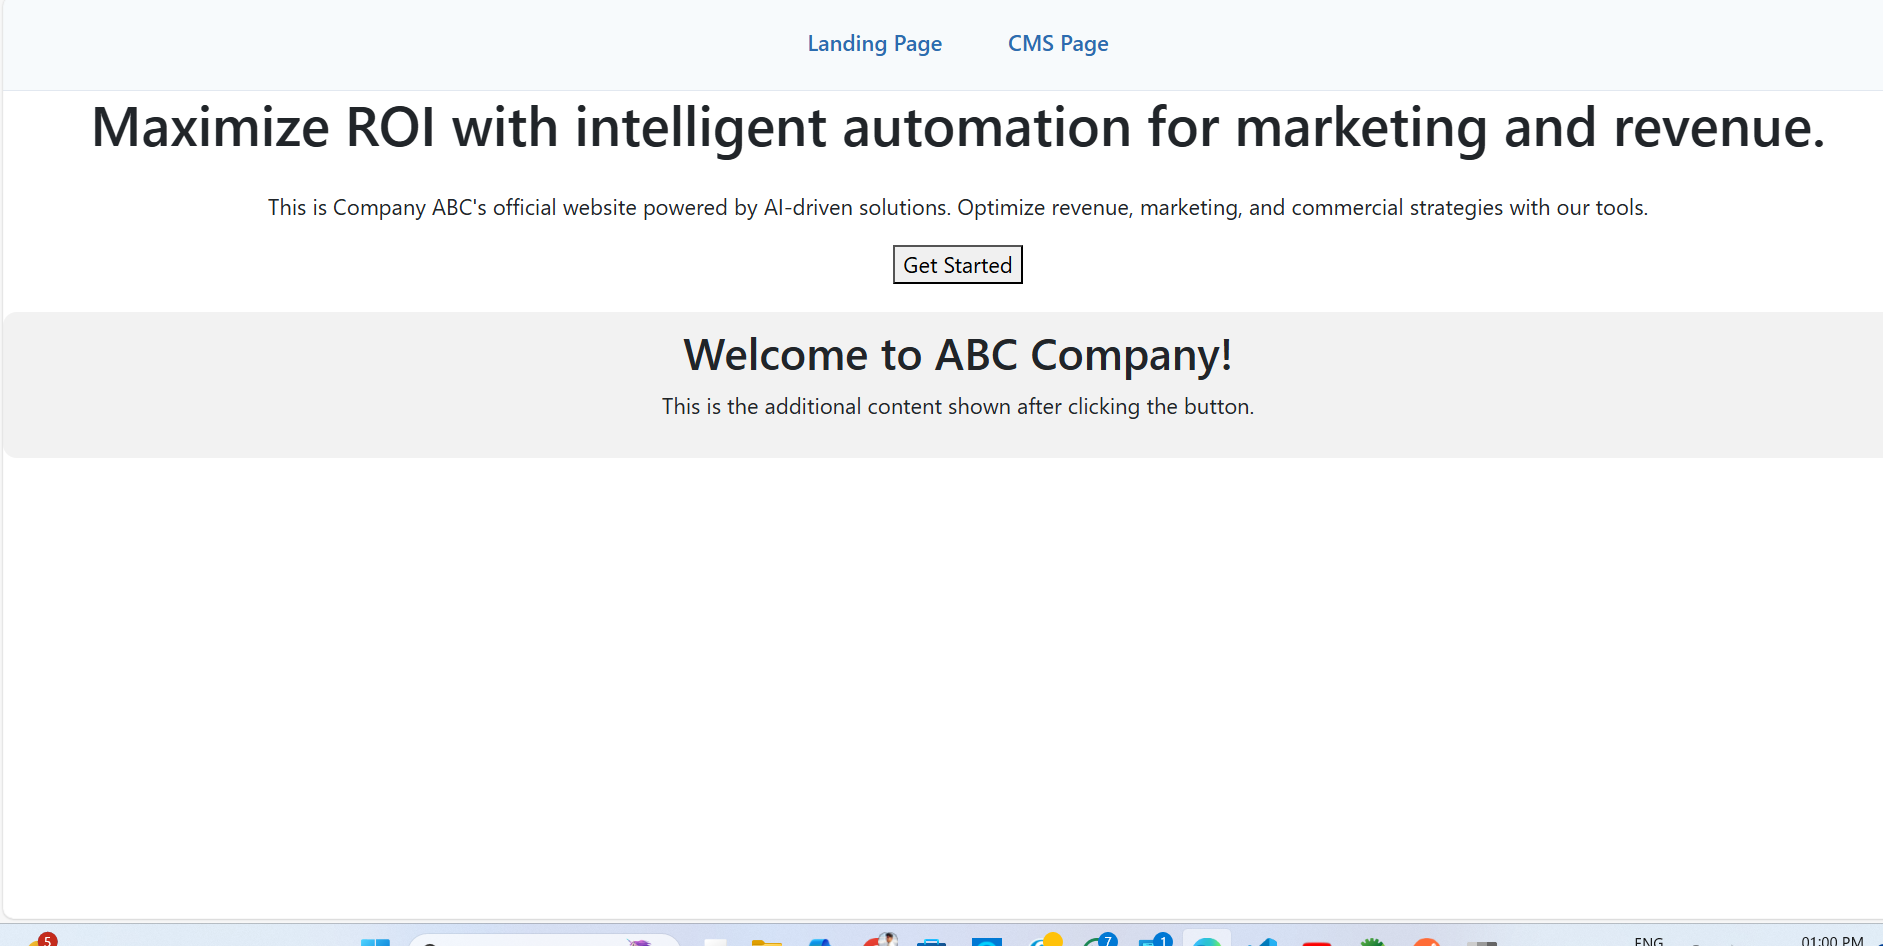 Landing Page CMS Page
Maximize ROI with intelligent automation for marketing and revenue.
This is Company ABC's official website powered by AI-driven solutions. Optimize revenue, marketing, and commercial strategies with our tools.
Get Started
Welcome to ABC Company!
This is the additional content shown after clicking the button.
5 7 1 ENG 01:00 PM